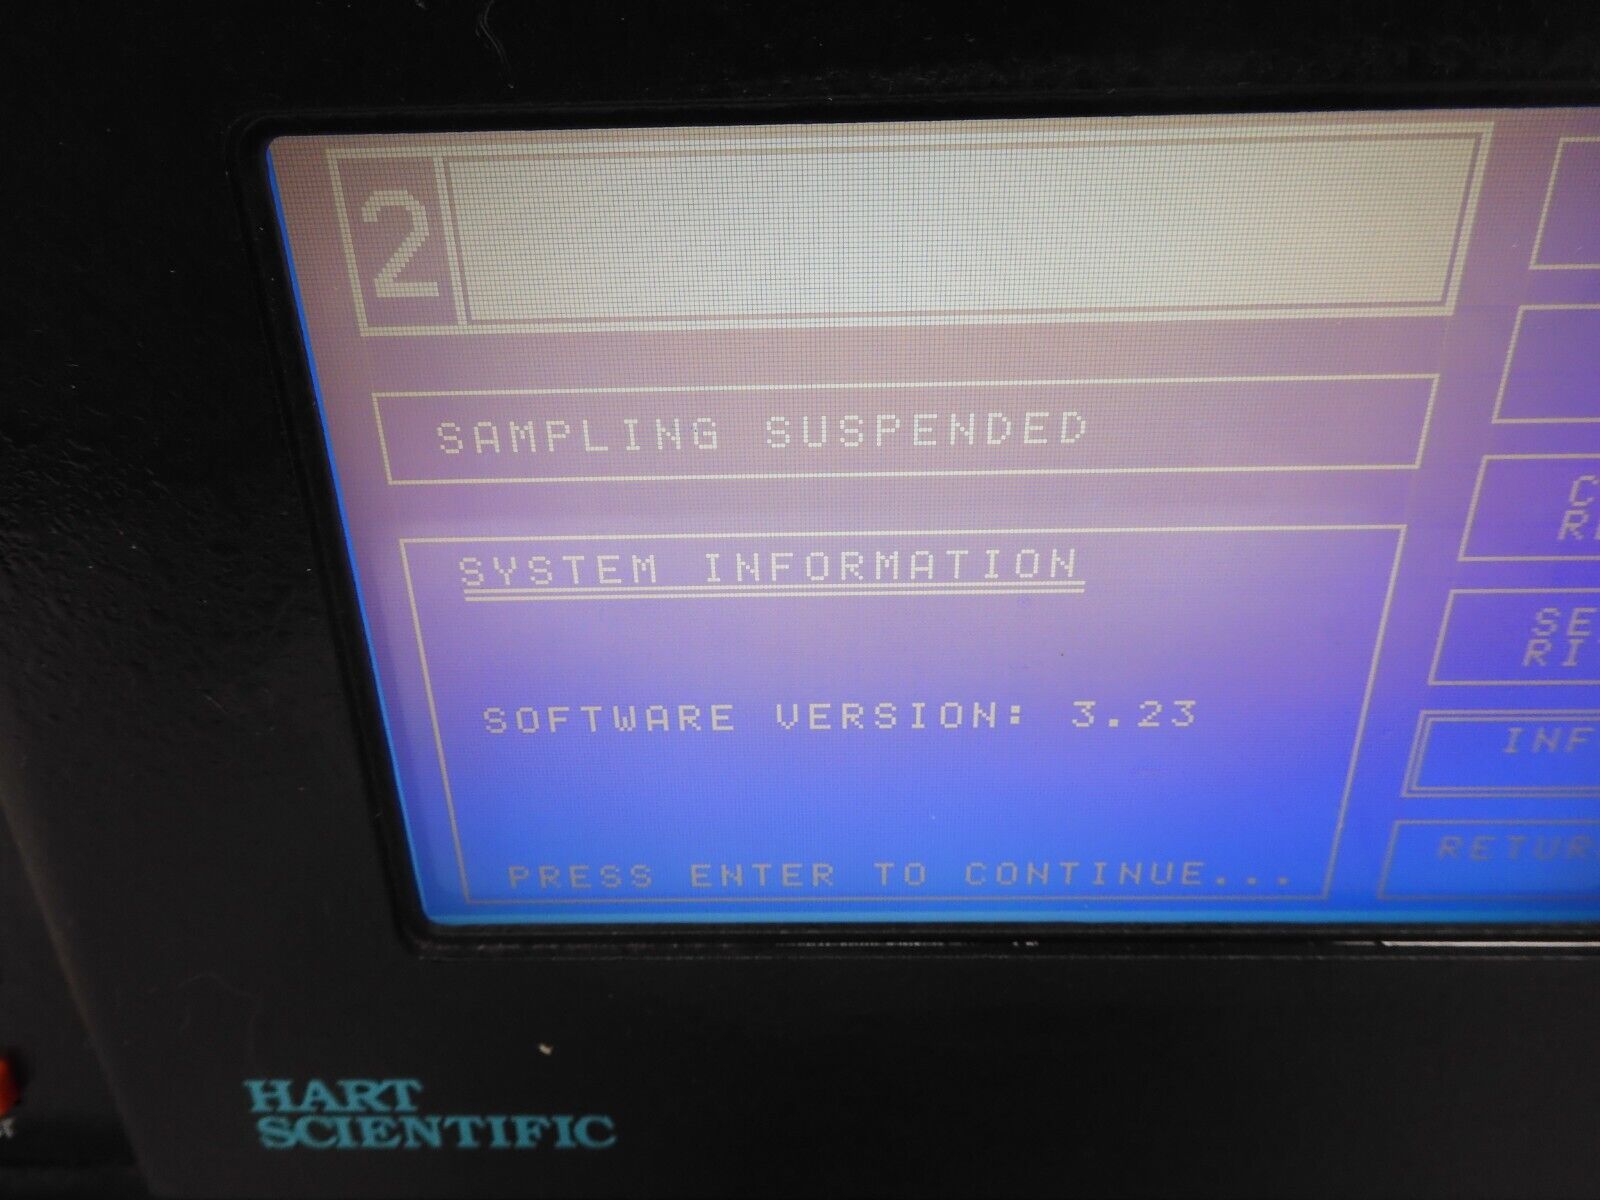 2
SAMPLING SUSPENDED
SYSTEM INFORMATION
SOFTWARE VERSION: 3.23
PRESS ENTER TO CONTINUE...
HART
SCIENTIFIC